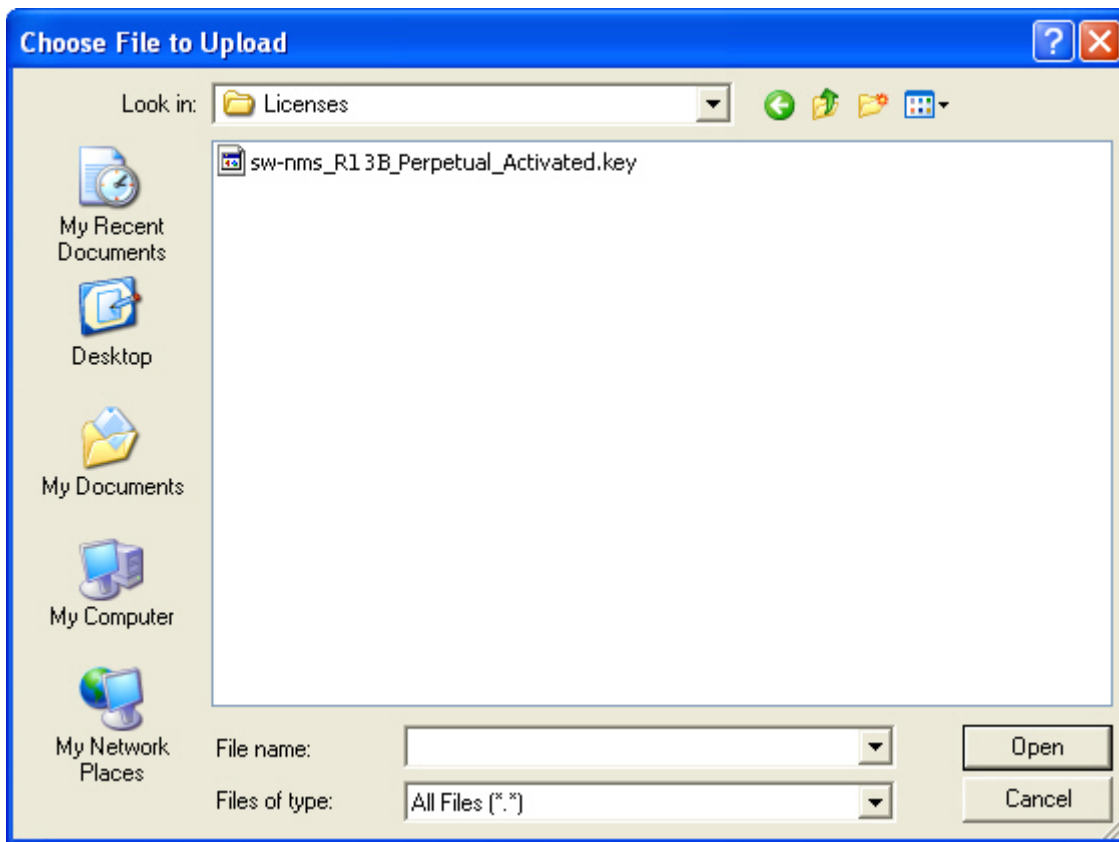 Choose File to Upload
Look in:
Licenses
sw-nms_R13B_Perpetual_Activated.key
My Recent
Documents
Desktop
My Documents
My Computer
My Network
Places
File name:
Open
Files of type:
All Files (*.*)
Cancel